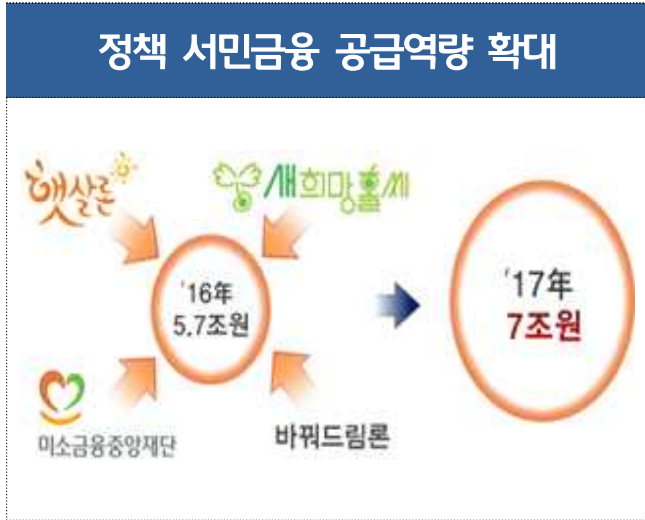 정책 서민금융 공급역량 확대
햇살론
새희망홀씨
'16年
5.7조원
'17年
7조원
미소금융중앙재단
바꿔드림론